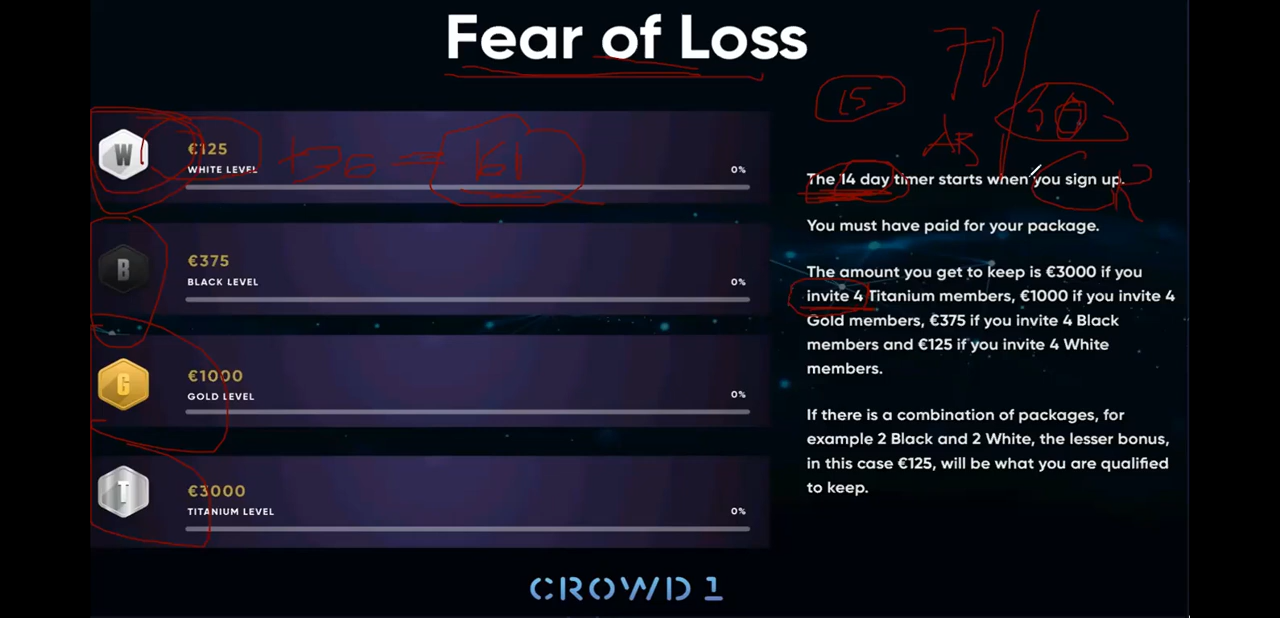 Fear of Loss
W
€125
WHITE LEVEL
0%
B
€375
BLACK LEVEL
0%
G
€1000
GOLD LEVEL
0%
T
€3000
TITANIUM LEVEL
0%
15
The 14 day timer starts when you sign up.
You must have paid for your package.
The amount you get to keep is €3000 if you
invite 4 Titanium members, €1000 if you invite 4
Gold members, €375 if you invite 4 Black
members and €125 if you invite 4 White
members.
If there is a combination of packages, for
example 2 Black and 2 White, the lesser bonus,
in this case €125, will be what you are qualified
to keep.
CROWD 1